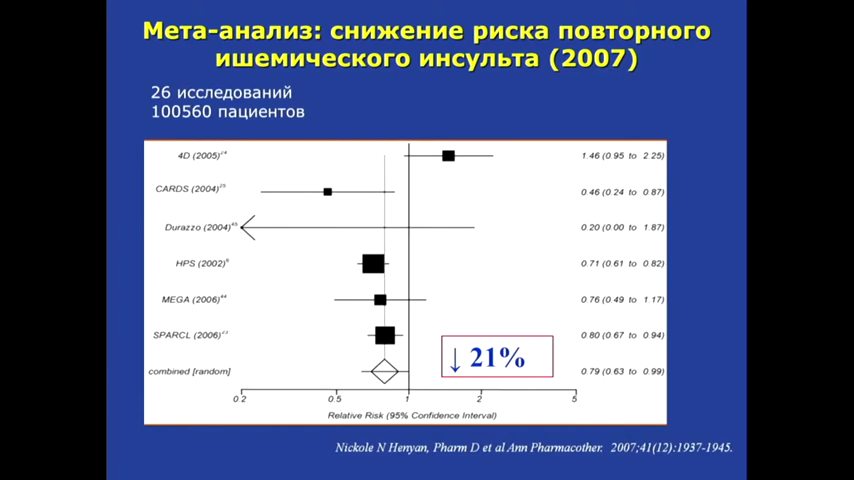 Мета-анализ: снижение риска повторного
ишемического инсульта (2007)
26 исследований
100560 пациентов
4D (2005)²⁴ 1.46 (0.95 to 2.25)
CARDS (2004)²⁵ 0.46 (0.24 to 0.87)
Durazzo (2004)⁴⁵ 0.20 (0.00 to 1.87)
HPS (2002)⁸ 0.71 (0.61 to 0.82)
MEGA (2006)⁴⁴ 0.76 (0.49 to 1.17)
SPARCL (2006) 0.80 (0.67 to 0.94)
↓ 21%
combined [random] 0.79 (0.63 to 0.99)
0.2 0.5 1 2 5
Relative Risk (95% Confidence Interval)
Nickole N Henyan, Pharm D et al Ann Pharmacother. 2007;41(12):1937-1945.